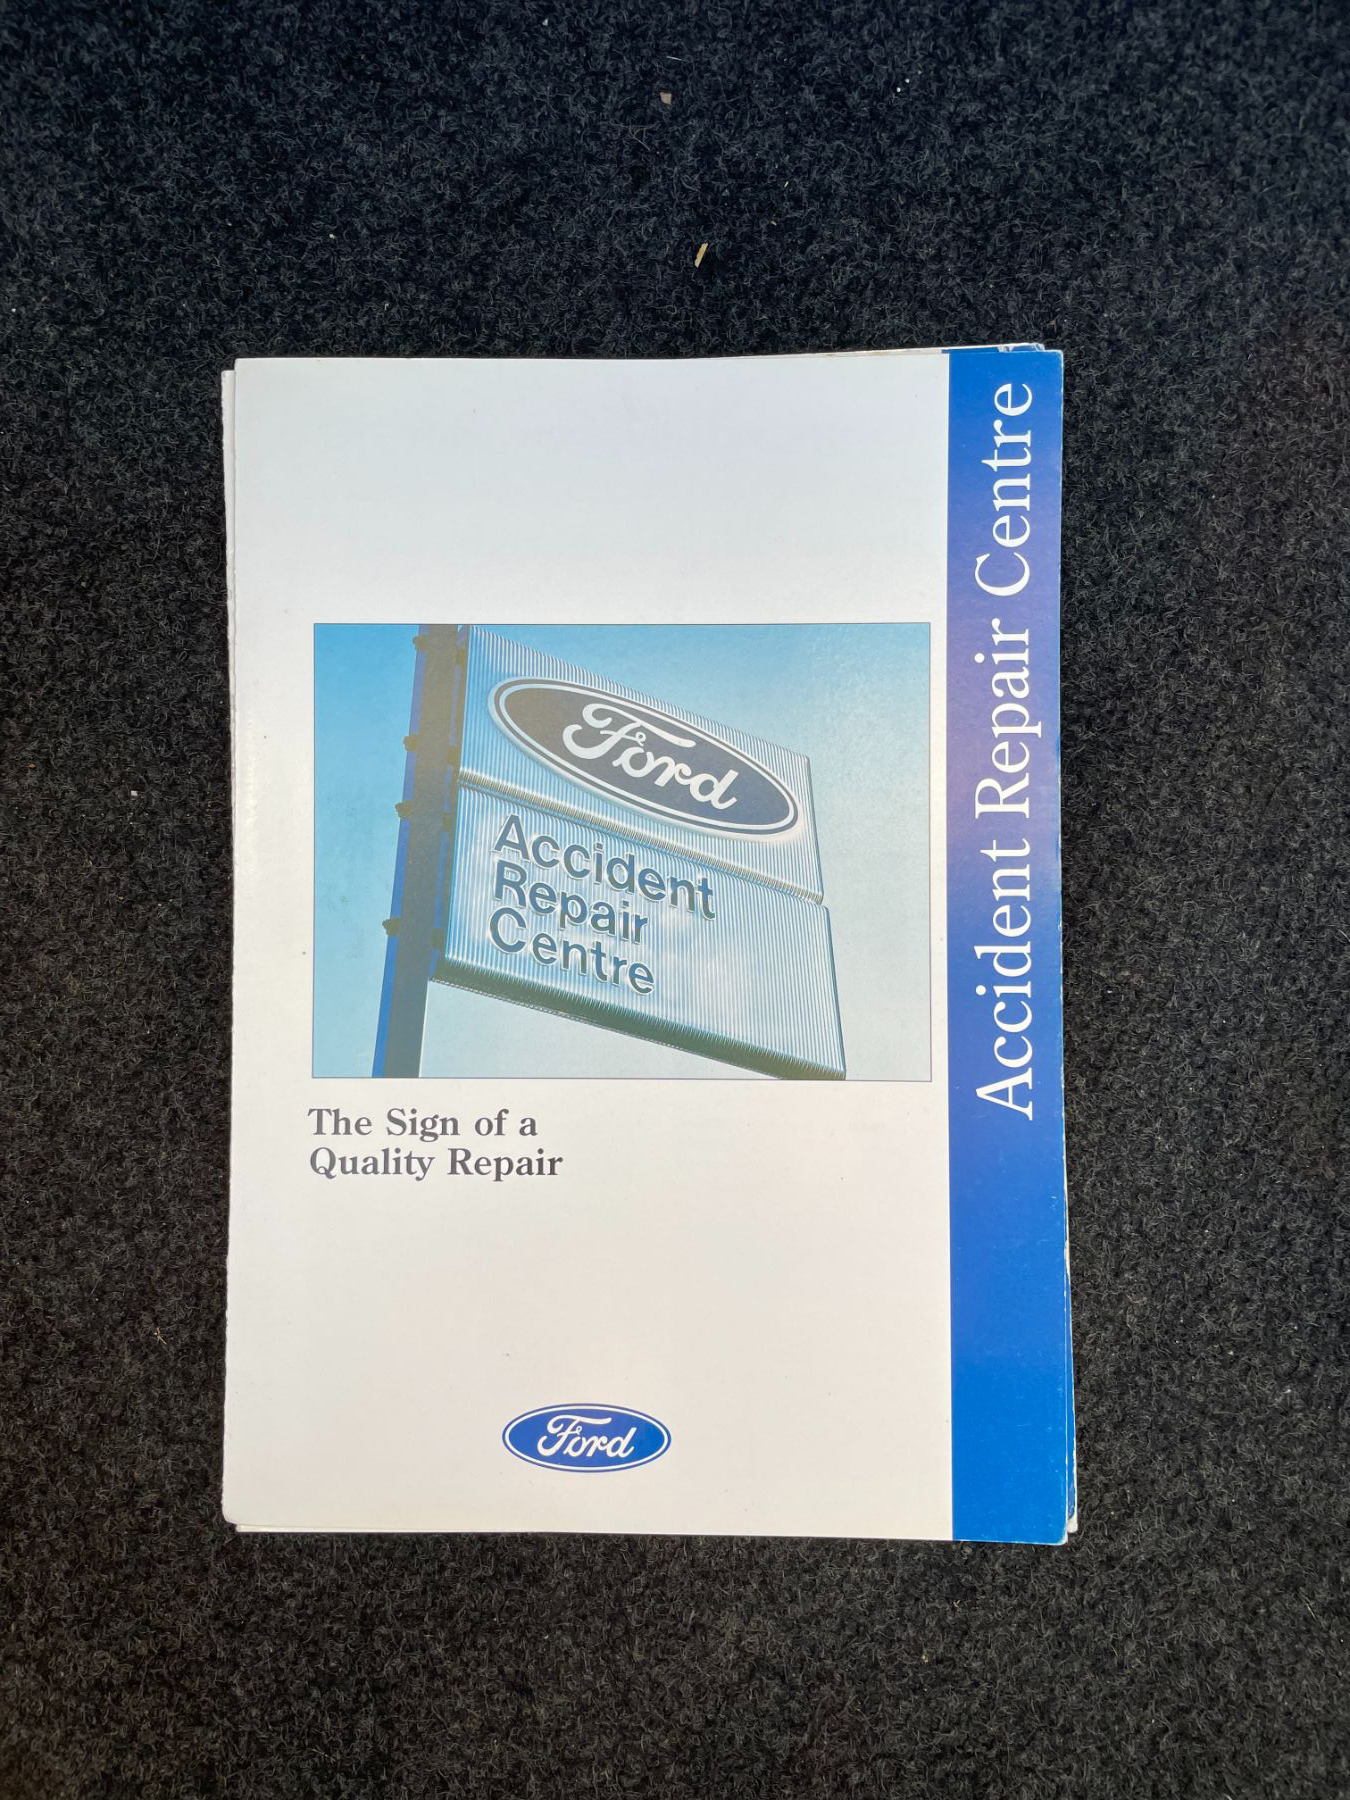 Accident Repair Centre
Ford
Accident
Repair
Centre
The Sign of a
Quality Repair
Ford